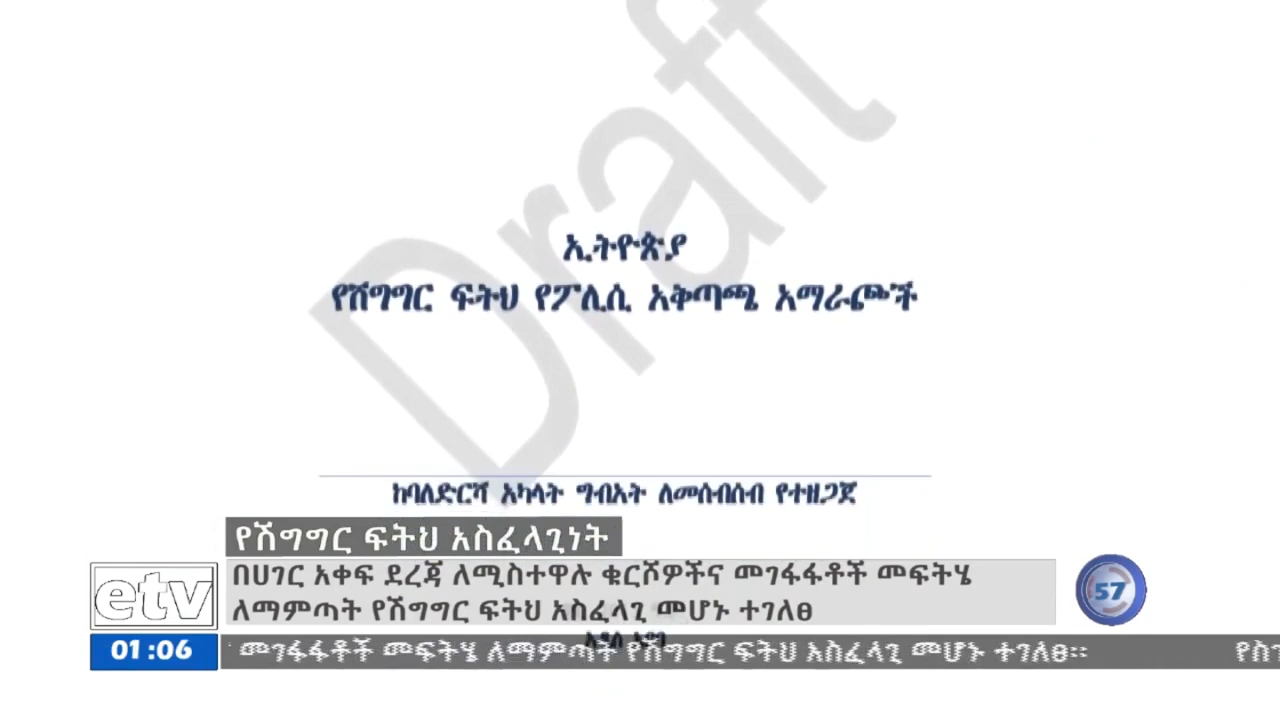 Draft
ኢትዮጵያ
የሽግግር ፍትህ የፖሊሲ አቅጣጫ አማራጮች
ከባለድርሻ አካላት ግብአት ለመሰብሰብ የተዘጋጀ
የሽግግር ፍትህ አስፈላጊነት
በሀገር አቀፍ ደረጃ ለሚስተዋሉ ቁርሾዎችና መገፋፋቶች መፍትሄ
ለማምጣት የሽግግር ፍትህ አስፈላጊ መሆኑ ተገለፀ
etv
57
01:06
መገፋፋቶች መፍትሄ ለማምጣት የሽግግር ፍትህ አስፈላጊ መሆኑ ተገለፀ።